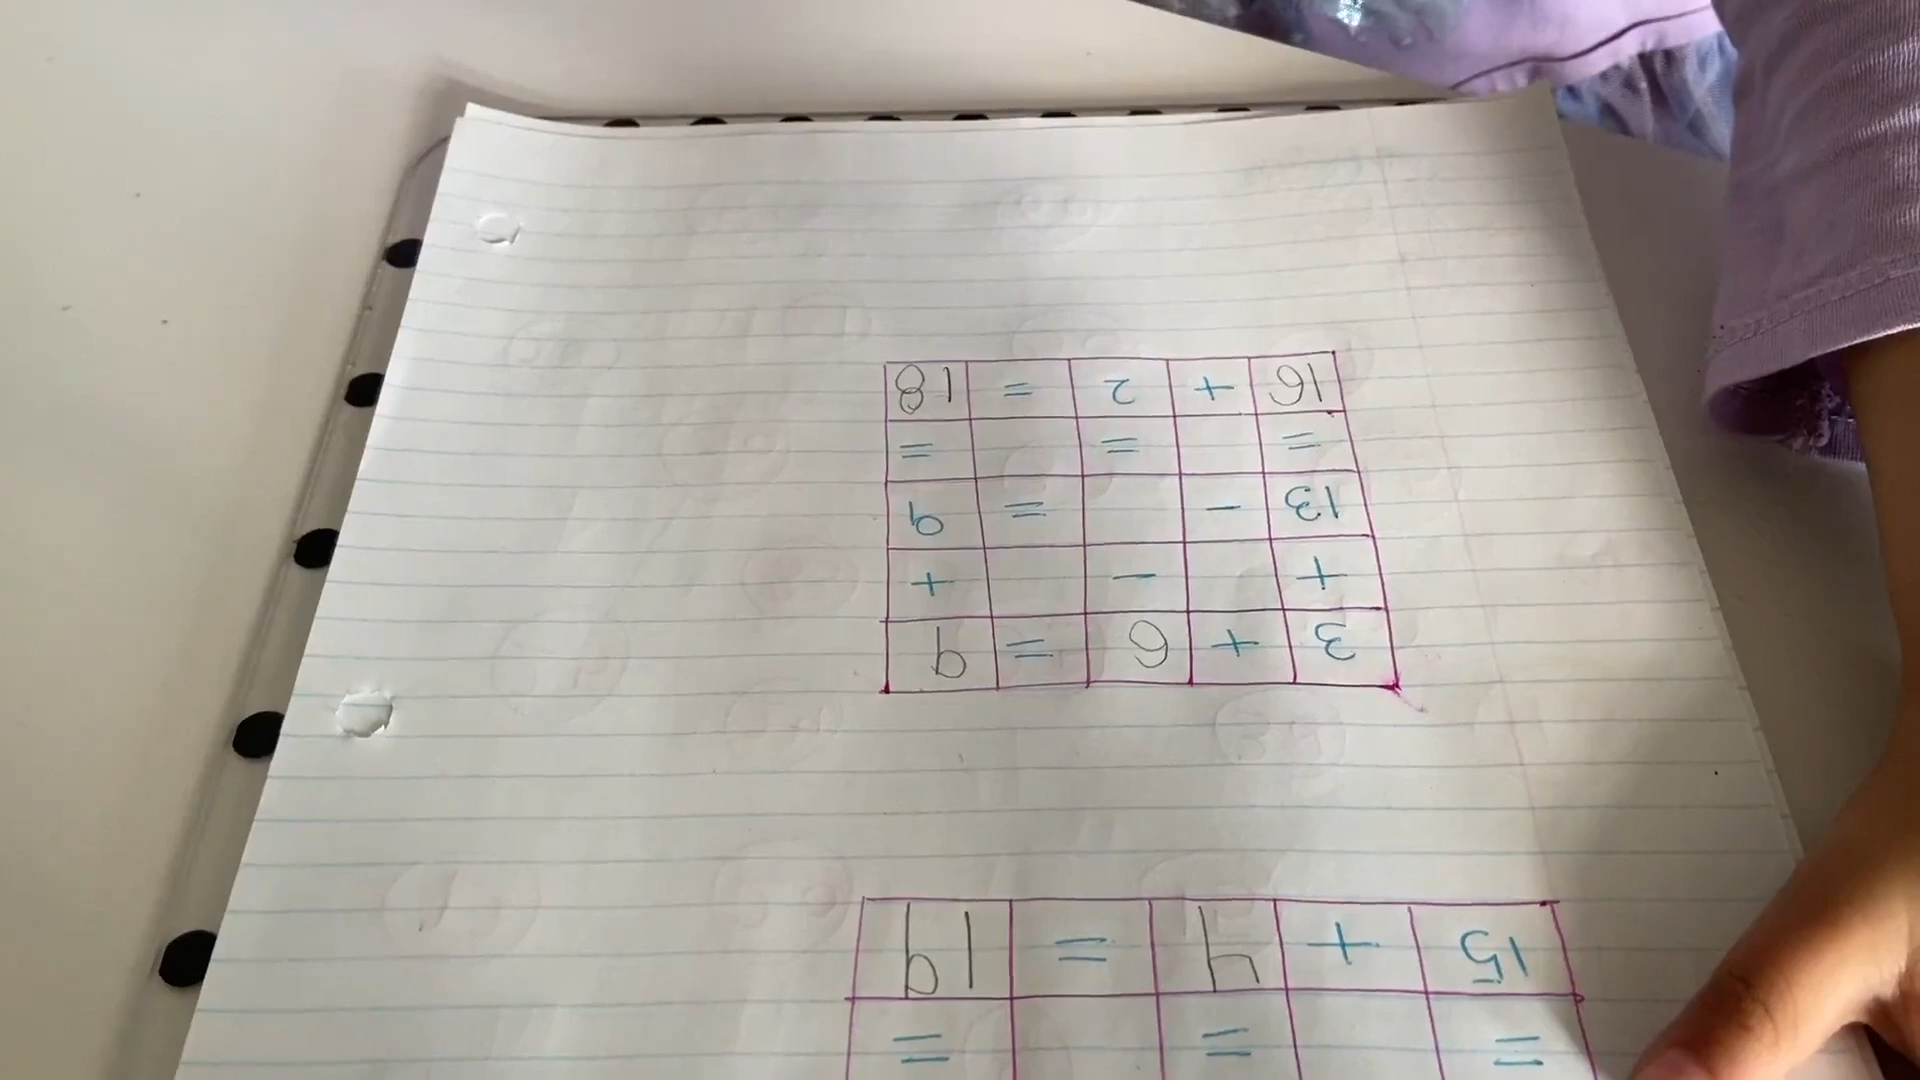 = = =
15 + 4 = 19
3 + 6 = 9
+ - +
13 - = 9
= = =
16 + 2 = 18